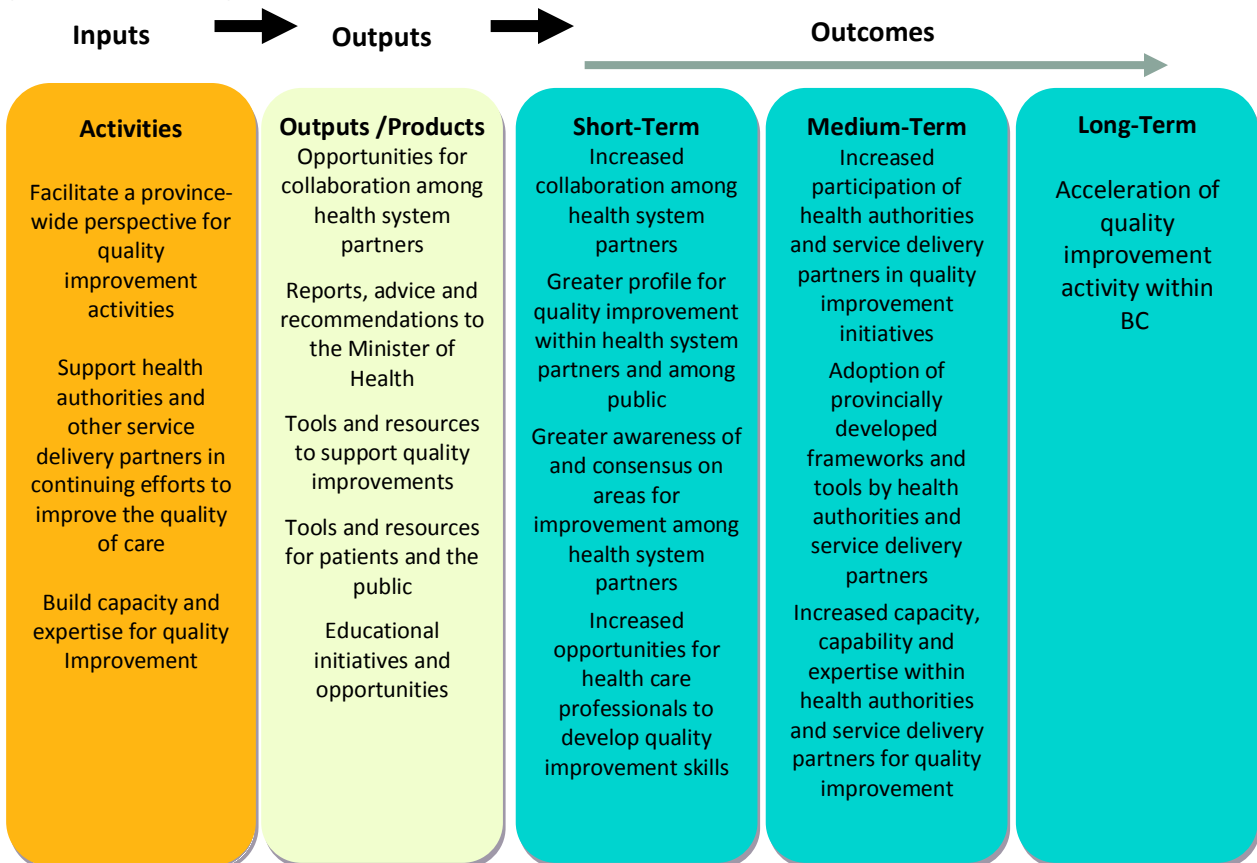 Inputs
Outputs
Outcomes
Activities
Facilitate a province-
wide perspective for
quality
improvement
activities
Support health
authorities and
other service
delivery partners in
continuing efforts to
improve the quality
of care
Build capacity and
expertise for quality
Improvement
Outputs /Products
Opportunities for
collaboration among
health system
partners
Reports, advice and
recommendations to
the Minister of
Health
Tools and resources
to support quality
improvements
Tools and resources
for patients and the
public
Educational
initiatives and
opportunities
Short-Term
Increased
collaboration among
health system
partners
Greater profile for
quality improvement
within health system
partners and among
public
Greater awareness of
and consensus on
areas for
improvement among
health system
partners
Increased
opportunities for
health care
professionals to
develop quality
improvement skills
Medium-Term
Increased
participation of
health authorities
and service delivery
partners in quality
improvement
initiatives
Adoption of
provincially
developed
frameworks and
tools by health
authorities and
service delivery
partners
Increased capacity,
capability and
expertise within
health authorities
and service delivery
partners for quality
improvement
Long-Term
Acceleration of
quality
improvement
activity within
BC